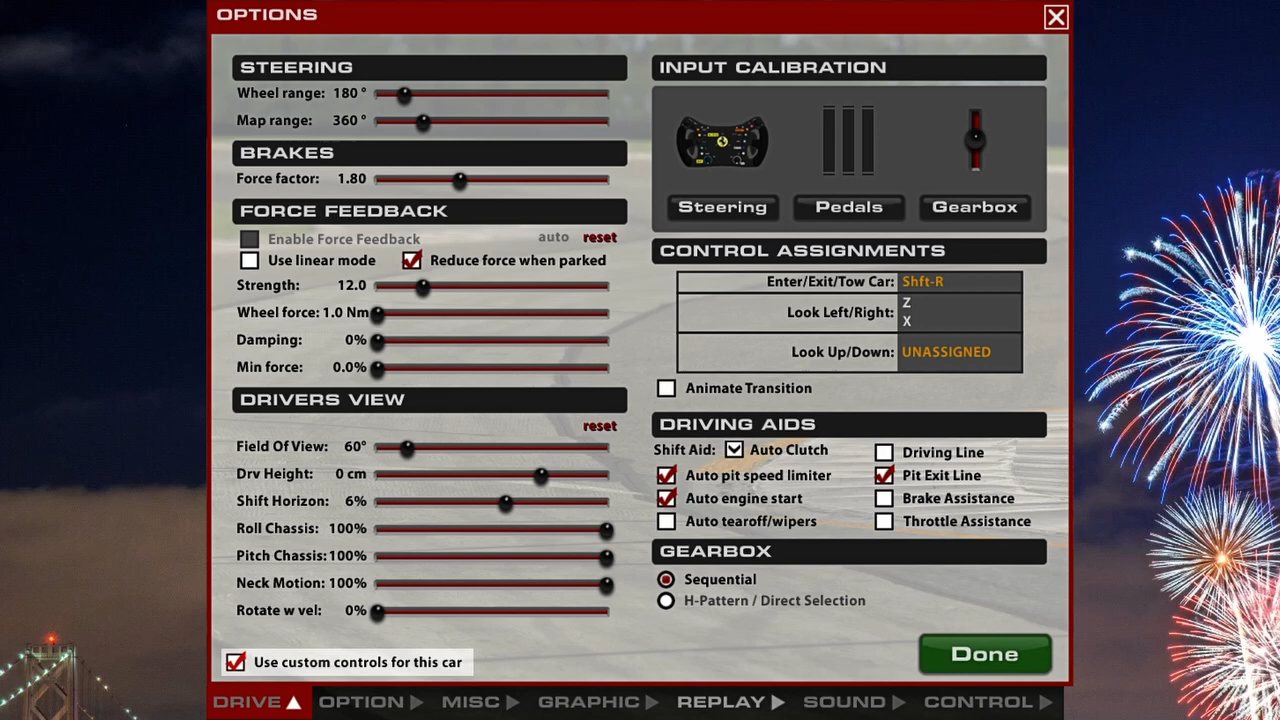 OPTIONS
STEERING
Wheel range: 180 °
Map range: 360 °
BRAKES
Force factor: 1.80
FORCE FEEDBACK
Enable Force Feedback auto reset
Use linear mode Reduce force when parked
Strength: 12.0
Wheel force: 1.0 Nm
Damping: 0%
Min force: 0.0%
DRIVERS VIEW
reset
Field Of View: 60°
Drv Height: 0 cm
Shift Horizon: 6%
Roll Chassis: 100%
Pitch Chassis: 100%
Neck Motion: 100%
Rotate w vel: 0%
Use custom controls for this car
INPUT CALIBRATION
Steering Pedals Gearbox
CONTROL ASSIGNMENTS
Enter/Exit/Tow Car: Shft-R
Look Left/Right: Z
X
Look Up/Down: UNASSIGNED
Animate Transition
DRIVING AIDS
Shift Aid: Auto Clutch Driving Line
Auto pit speed limiter Pit Exit Line
Auto engine start Brake Assistance
Auto tearoff/wipers Throttle Assistance
GEARBOX
Sequential
H-Pattern / Direct Selection
Done
DRIVE OPTION MISC GRAPHIC REPLAY SOUND CONTROL